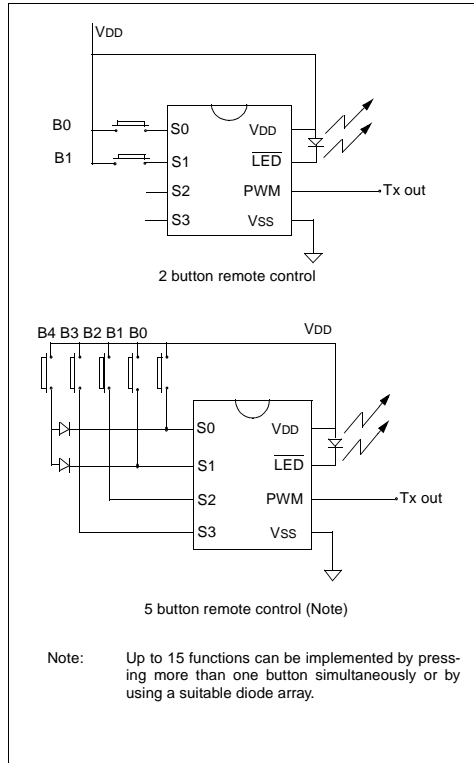 VDD
B0 S0 VDD
B1 S1 LED
S2 PWM Tx out
S3 VSS
2 button remote control
B4 B3 B2 B1 B0 VDD
S0 VDD
S1 LED
S2 PWM Tx out
S3 VSS
5 button remote control (Note)
Note: Up to 15 functions can be implemented by press-
ing more than one button simultaneously or by
using a suitable diode array.